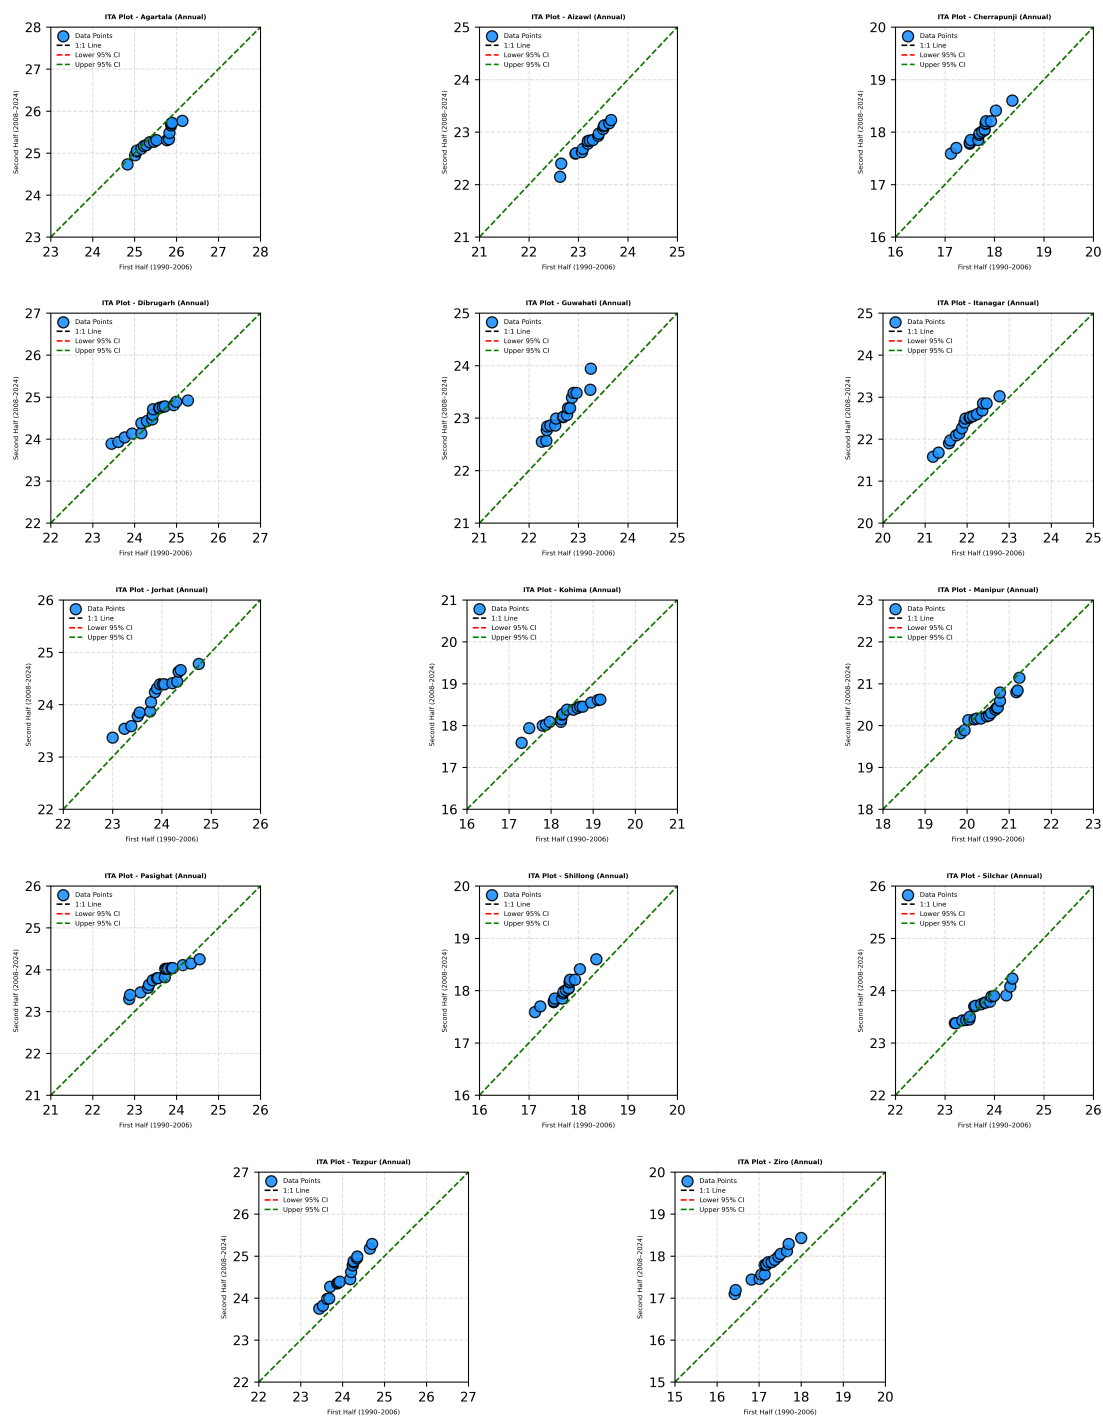 ITA Plot - Agartala (Annual)
28
27
26
25
24
23
Second Half (2008–2024)
Data Points
1:1 Line
Lower 95% CI
Upper 95% CI
23 24 25 26 27 28
First Half (1990–2006)
ITA Plot - Aizawl (Annual)
25
24
23
22
21
Second Half (2008–2024)
Data Points
1:1 Line
Lower 95% CI
Upper 95% CI
21 22 23 24 25
First Half (1990–2006)
ITA Plot - Cherrapunji (Annual)
20
19
18
17
16
Second Half (2008–2024)
Data Points
1:1 Line
Lower 95% CI
Upper 95% CI
16 17 18 19 20
First Half (1990–2006)
ITA Plot - Dibrugarh (Annual)
27
26
25
24
23
22
Second Half (2008–2024)
Data Points
1:1 Line
Lower 95% CI
Upper 95% CI
22 23 24 25 26 27
First Half (1990–2006)
ITA Plot - Guwahati (Annual)
25
24
23
22
21
Second Half (2008–2024)
Data Points
1:1 Line
Lower 95% CI
Upper 95% CI
21 22 23 24 25
First Half (1990–2006)
ITA Plot - Itanagar (Annual)
25
24
23
22
21
20
Second Half (2008–2024)
Data Points
1:1 Line
Lower 95% CI
Upper 95% CI
20 21 22 23 24 25
First Half (1990–2006)
ITA Plot - Jorhat (Annual)
26
25
24
23
22
Second Half (2008–2024)
Data Points
1:1 Line
Lower 95% CI
Upper 95% CI
22 23 24 25 26
First Half (1990–2006)
ITA Plot - Kohima (Annual)
21
20
19
18
17
16
Second Half (2008–2024)
Data Points
1:1 Line
Lower 95% CI
Upper 95% CI
16 17 18 19 20 21
First Half (1990–2006)
ITA Plot - Manipur (Annual)
23
22
21
20
19
18
Second Half (2008–2024)
Data Points
1:1 Line
Lower 95% CI
Upper 95% CI
18 19 20 21 22 23
First Half (1990–2006)
ITA Plot - Pasighat (Annual)
26
25
24
23
22
21
Second Half (2008–2024)
Data Points
1:1 Line
Lower 95% CI
Upper 95% CI
21 22 23 24 25 26
First Half (1990–2006)
ITA Plot - Shillong (Annual)
20
19
18
17
16
Second Half (2008–2024)
Data Points
1:1 Line
Lower 95% CI
Upper 95% CI
16 17 18 19 20
First Half (1990–2006)
ITA Plot - Silchar (Annual)
26
25
24
23
22
Second Half (2008–2024)
Data Points
1:1 Line
Lower 95% CI
Upper 95% CI
22 23 24 25 26
First Half (1990–2006)
ITA Plot - Tezpur (Annual)
27
26
25
24
23
22
Second Half (2008–2024)
Data Points
1:1 Line
Lower 95% CI
Upper 95% CI
22 23 24 25 26 27
First Half (1990–2006)
ITA Plot - Ziro (Annual)
20
19
18
17
16
15
Second Half (2008–2024)
Data Points
1:1 Line
Lower 95% CI
Upper 95% CI
15 16 17 18 19 20
First Half (1990–2006)